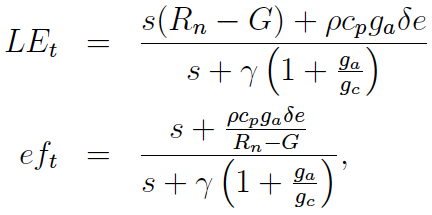 LE_t = \frac{s(R_n - G) + \rho c_p g_a \delta e}{s + \gamma \left(1 + \frac{g_a}{g_c}\right)}
ef_t = \frac{s + \frac{\rho c_p g_a \delta e}{R_n - G}}{s + \gamma \left(1 + \frac{g_a}{g_c}\right)},